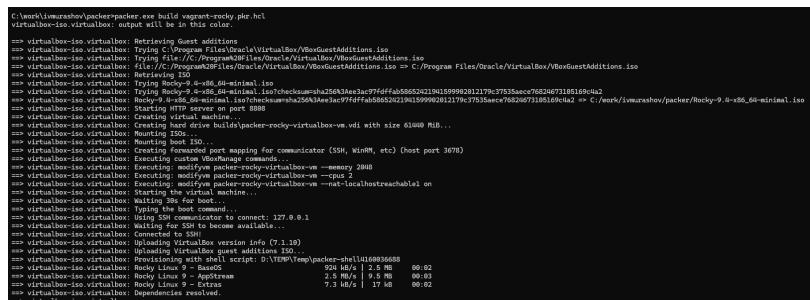 C:\work\ivmurashov\packer>packer.exe build vagrant-rocky.pkr.hcl
virtualbox-iso.virtualbox: output will be in this color.
==> virtualbox-iso.virtualbox: Retrieving Guest additions
==> virtualbox-iso.virtualbox: Trying C:\Program Files\Oracle\VirtualBox/VBoxGuestAdditions.iso
==> virtualbox-iso.virtualbox: Trying file://C:/Program%20Files/Oracle/VirtualBox/VBoxGuestAdditions.iso
==> virtualbox-iso.virtualbox: file://C:/Program%20Files/Oracle/VirtualBox/VBoxGuestAdditions.iso => C:/Program Files/Oracle/VirtualBox/VBoxGuestAdditions.iso
==> virtualbox-iso.virtualbox: Retrieving ISO
==> virtualbox-iso.virtualbox: Trying Rocky-9.4-x86_64-minimal.iso
==> virtualbox-iso.virtualbox: Trying Rocky-9.4-x86_64-minimal.iso?checksum=sha256%3Aee3ac97fdffab58652421941599902012179c37535aece76824673105169c4a2
==> virtualbox-iso.virtualbox: Rocky-9.4-x86_64-minimal.iso?checksum=sha256%3Aee3ac97fdffab58652421941599902012179c37535aece76824673105169c4a2 => C:/work/ivmurashov/packer/Rocky-9.4-x86_64-minimal.iso
==> virtualbox-iso.virtualbox: Starting HTTP server on port 8088
==> virtualbox-iso.virtualbox: Creating virtual machine...
==> virtualbox-iso.virtualbox: Creating hard drive builds\packer-rocky-virtualbox-vm.vdi with size 61440 MiB...
==> virtualbox-iso.virtualbox: Mounting ISOs...
==> virtualbox-iso.virtualbox: Mounting boot ISO...
==> virtualbox-iso.virtualbox: Creating forwarded port mapping for communicator (SSH, WinRM, etc) (host port 3678)
==> virtualbox-iso.virtualbox: Executing custom VBoxManage commands...
==> virtualbox-iso.virtualbox: Executing: modifyvm packer-rocky-virtualbox-vm --memory 2048
==> virtualbox-iso.virtualbox: Executing: modifyvm packer-rocky-virtualbox-vm --cpus 2
==> virtualbox-iso.virtualbox: Executing: modifyvm packer-rocky-virtualbox-vm --nat-localhostreachable1 on
==> virtualbox-iso.virtualbox: Starting the virtual machine...
==> virtualbox-iso.virtualbox: Waiting 30s for boot...
==> virtualbox-iso.virtualbox: Typing the boot command...
==> virtualbox-iso.virtualbox: Using SSH communicator to connect: 127.0.0.1
==> virtualbox-iso.virtualbox: Waiting for SSH to become available...
==> virtualbox-iso.virtualbox: Connected to SSH!
==> virtualbox-iso.virtualbox: Uploading VirtualBox version info (7.1.10)
==> virtualbox-iso.virtualbox: Uploading VirtualBox guest additions ISO...
==> virtualbox-iso.virtualbox: Provisioning with shell script: D:\TEMP\Temp\packer-shell4160036688
==> virtualbox-iso.virtualbox: Rocky Linux 9 - BaseOS 924 kB/s | 2.5 MB 00:02
==> virtualbox-iso.virtualbox: Rocky Linux 9 - AppStream 2.5 MB/s | 9.5 MB 00:03
==> virtualbox-iso.virtualbox: Rocky Linux 9 - Extras 7.3 kB/s | 17 kB 00:02
==> virtualbox-iso.virtualbox: Dependencies resolved.